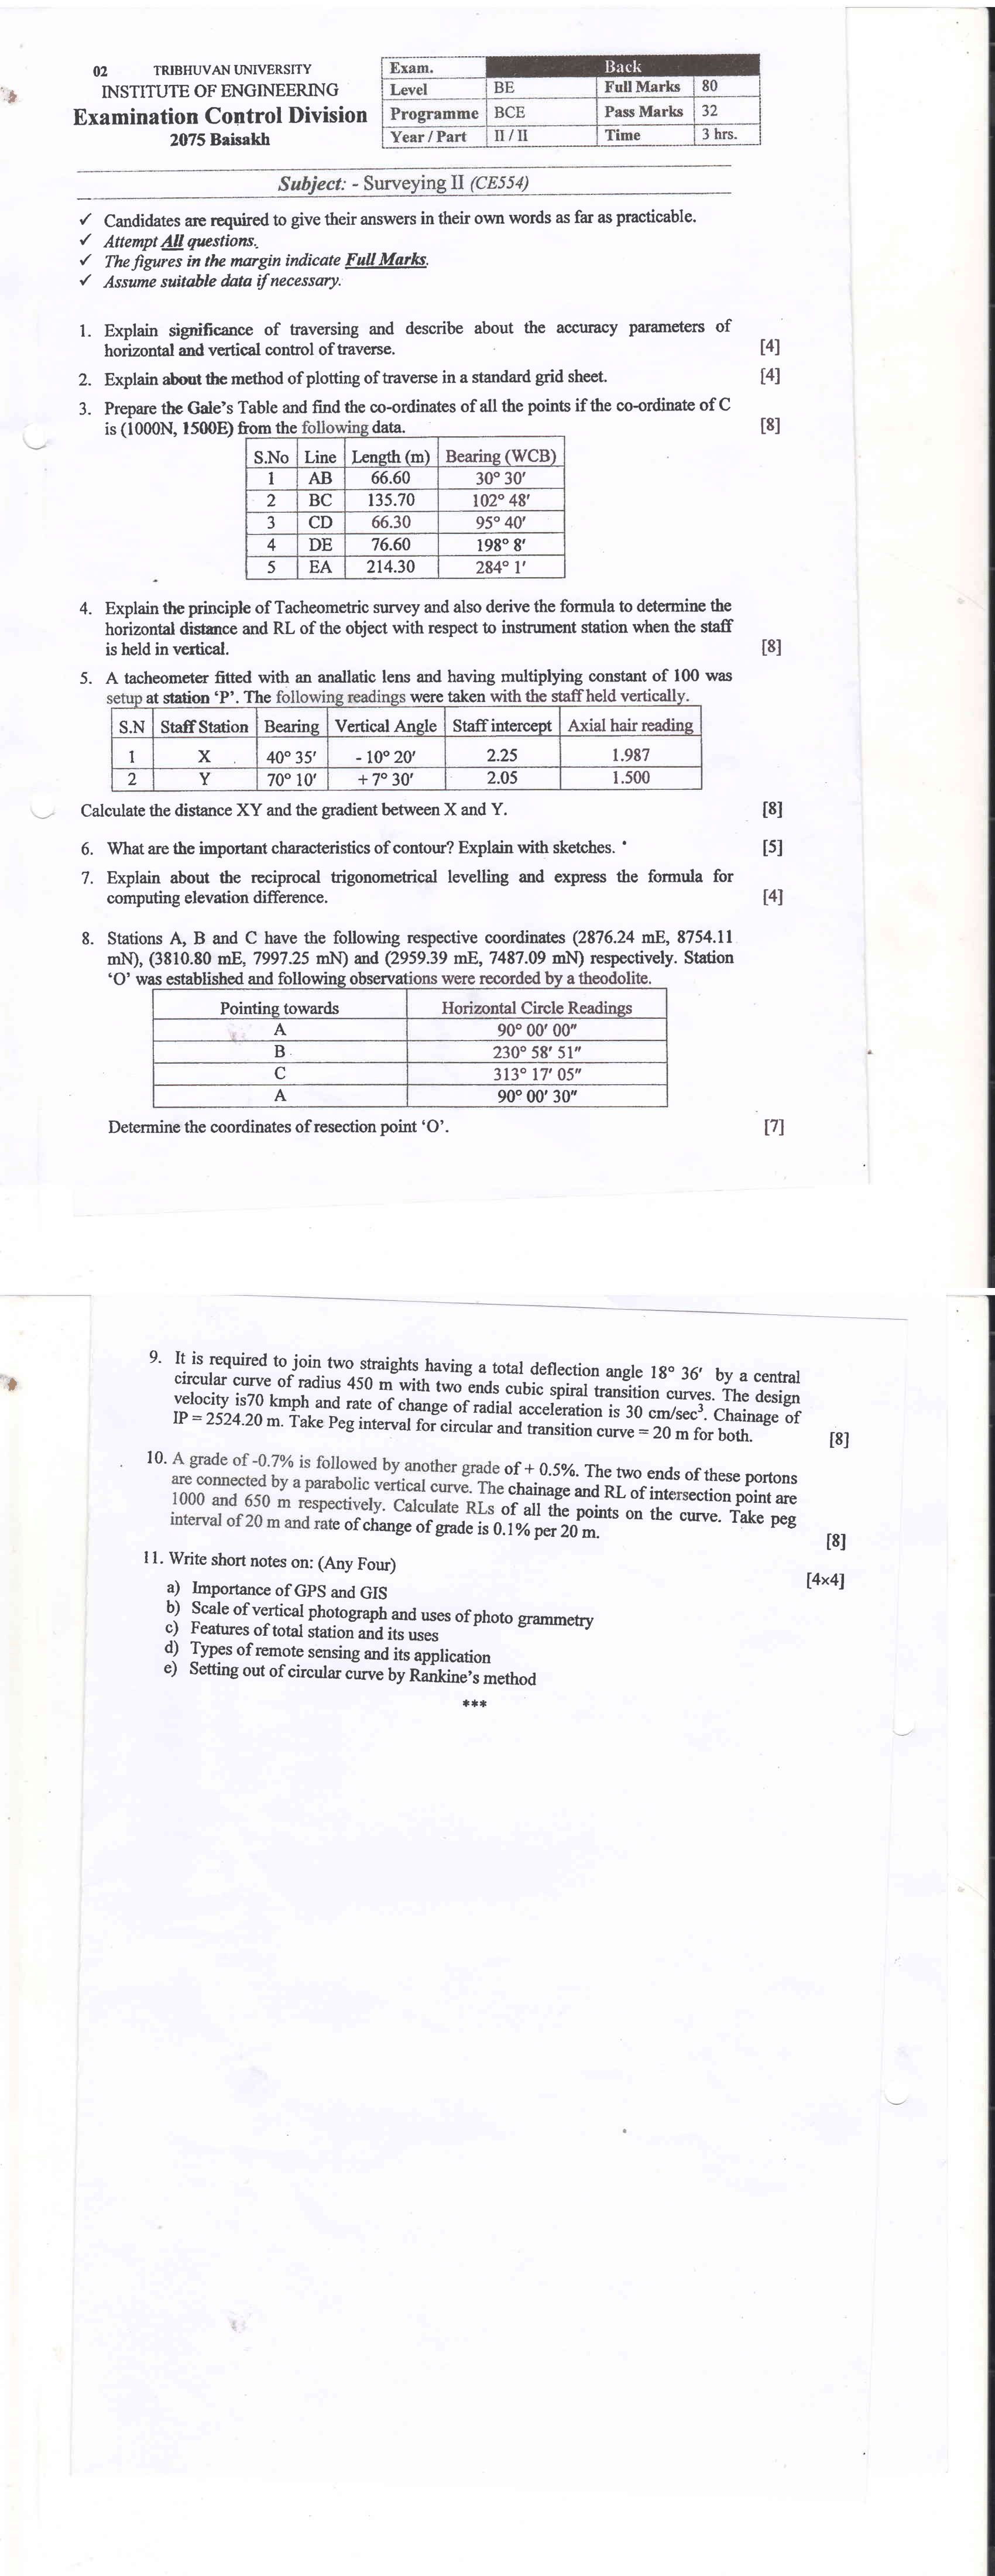 02 TRIBHUVAN UNIVERSITY
INSTITUTE OF ENGINEERING
Examination Control Division
2075 Baisakh
Exam. Back
Level BE Full Marks 80
Programme BCE Pass Marks 32
Year / Part II / II Time 3 hrs.
Subject: - Surveying II (CE554)
✓ Candidates are required to give their answers in their own words as far as practicable.
✓ Attempt All questions.
✓ The figures in the margin indicate Full Marks.
✓ Assume suitable data if necessary.
1. Explain significance of traversing and describe about the accuracy parameters of
horizontal and vertical control of traverse. [4]
2. Explain about the method of plotting of traverse in a standard grid sheet. [4]
3. Prepare the Gale's Table and find the co-ordinates of all the points if the co-ordinate of C
is (1000N, 1500E) from the following data. [8]
S.No Line Length (m) Bearing (WCB)
1 AB 66.60 30° 30′
2 BC 135.70 102° 48′
3 CD 66.30 95° 40′
4 DE 76.60 198° 8′
5 EA 214.30 284° 1′
4. Explain the principle of Tacheometric survey and also derive the formula to determine the
horizontal distance and RL of the object with respect to instrument station when the staff
is held in vertical. [8]
5. A tacheometer fitted with an anallatic lens and having multiplying constant of 100 was
setup at station 'P'. The following readings were taken with the staff held vertically.
S.N Staff Station Bearing Vertical Angle Staff intercept Axial hair reading
1 X 40° 35′ - 10° 20′ 2.25 1.987
2 Y 70° 10′ + 7° 30′ 2.05 1.500
Calculate the distance XY and the gradient between X and Y. [8]
6. What are the important characteristics of contour? Explain with sketches. [5]
7. Explain about the reciprocal trigonometrical levelling and express the formula for
computing elevation difference. [4]
8. Stations A, B and C have the following respective coordinates (2876.24 mE, 8754.11
mN), (3810.80 mE, 7997.25 mN) and (2959.39 mE, 7487.09 mN) respectively. Station
'O' was established and following observations were recorded by a theodolite.
Pointing towards Horizontal Circle Readings
A 90° 00′ 00″
B 230° 58′ 51″
C 313° 17′ 05″
A 90° 00′ 30″
Determine the coordinates of resection point 'O'. [7]
9. It is required to join two straights having a total deflection angle 18° 36′ by a central
circular curve of radius 450 m with two ends cubic spiral transition curves. The design
velocity is70 kmph and rate of change of radial acceleration is 30 cm/sec³. Chainage of
IP = 2524.20 m. Take Peg interval for circular and transition curve = 20 m for both. [8]
10. A grade of -0.7% is followed by another grade of + 0.5%. The two ends of these portons
are connected by a parabolic vertical curve. The chainage and RL of intersection point are
1000 and 650 m respectively. Calculate RLs of all the points on the curve. Take peg
interval of 20 m and rate of change of grade is 0.1% per 20 m. [8]
11. Write short notes on: (Any Four) [4×4]
a) Importance of GPS and GIS
b) Scale of vertical photograph and uses of photo grammetry
c) Features of total station and its uses
d) Types of remote sensing and its application
e) Setting out of circular curve by Rankine's method
***